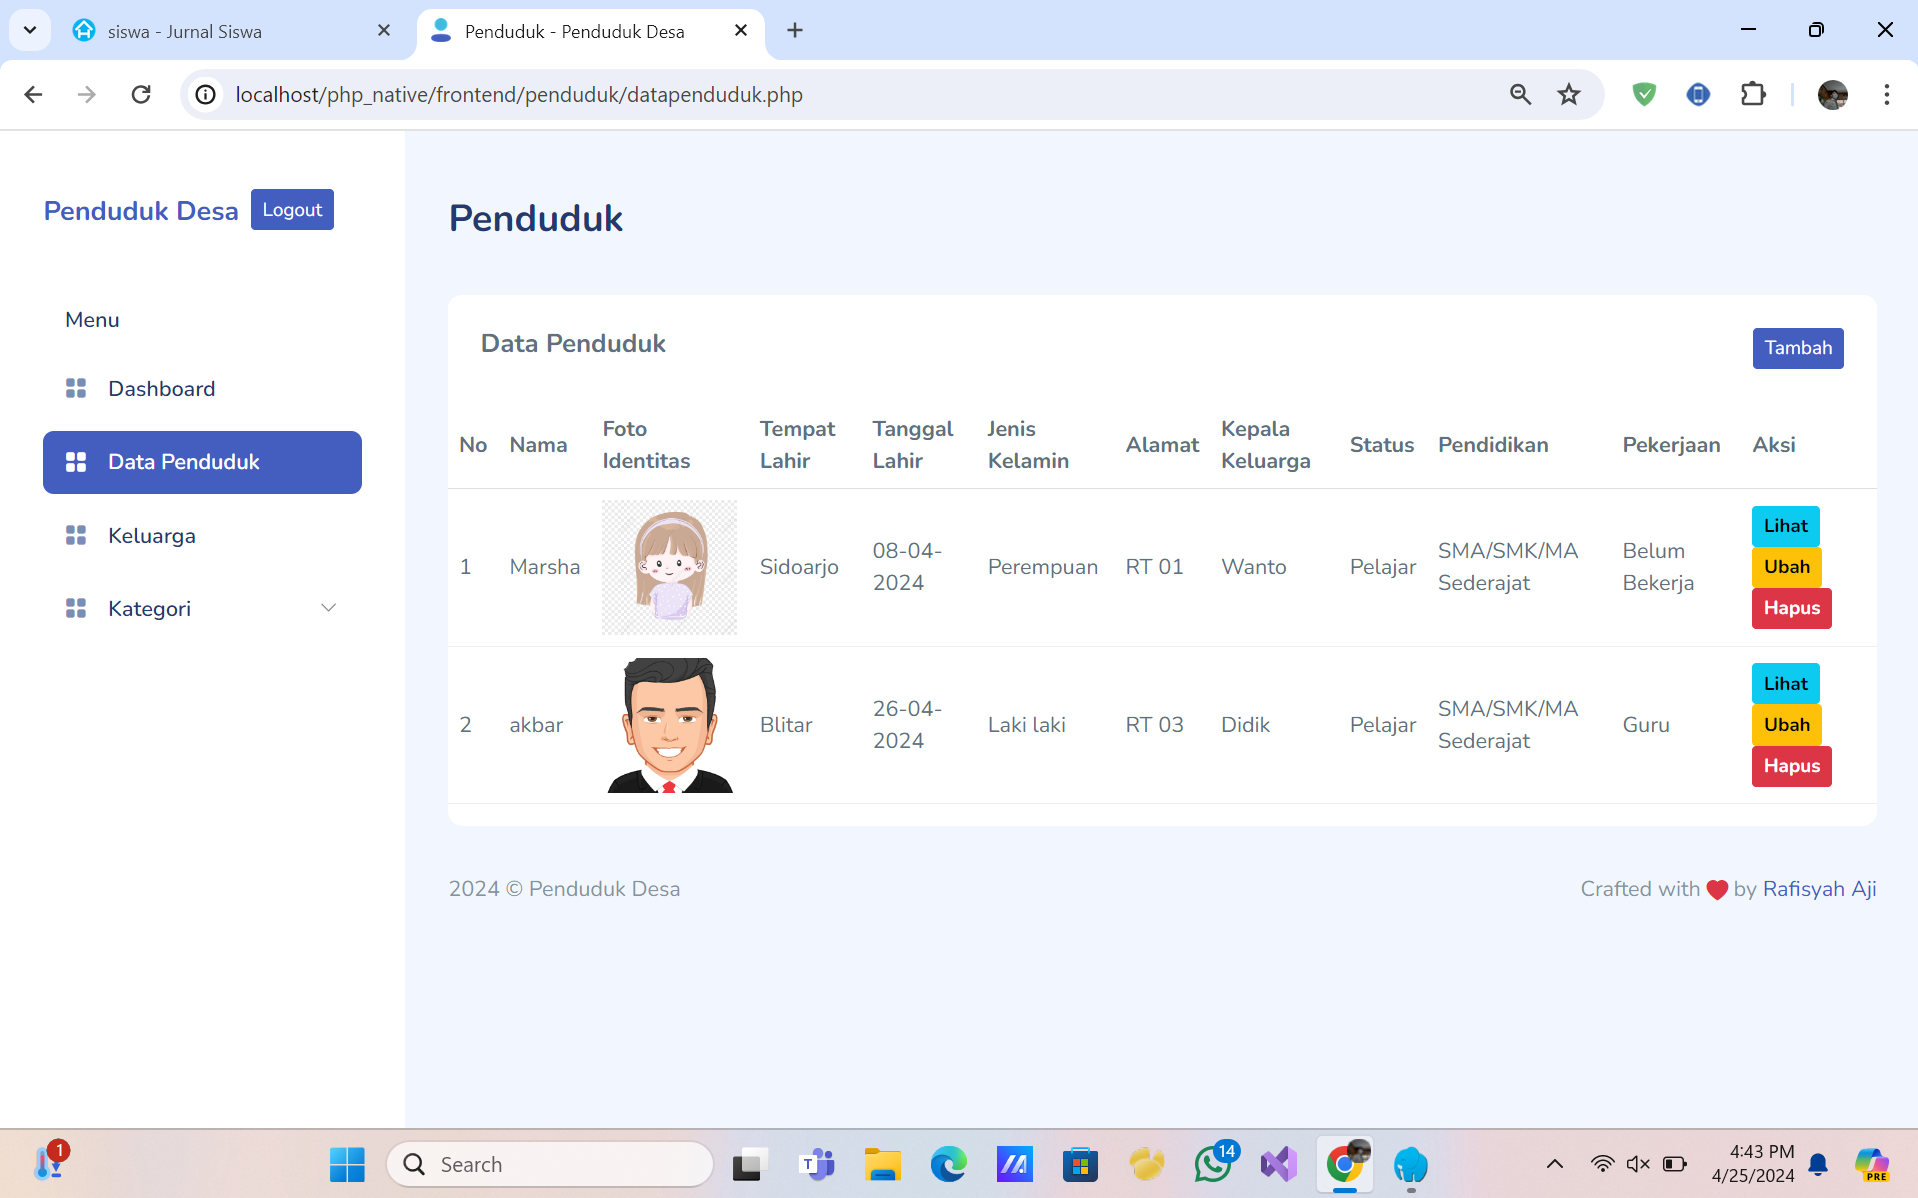 siswa - Jurnal Siswa
Penduduk - Penduduk Desa
localhost/php_native/frontend/penduduk/datapenduduk.php
Penduduk Desa
Logout
Menu
Dashboard
Data Penduduk
Keluarga
Kategori
Penduduk
Data Penduduk
Tambah
No
Nama
Foto
Identitas
Tempat
Lahir
Tanggal
Lahir
Jenis
Kelamin
Alamat
Kepala
Keluarga
Status
Pendidikan
Pekerjaan
Aksi
1
Marsha
Sidoarjo
08-04-
2024
Perempuan
RT 01
Wanto
Pelajar
SMA/SMK/MA
Sederajat
Belum
Bekerja
Lihat
Ubah
Hapus
2
akbar
Blitar
26-04-
2024
Laki laki
RT 03
Didik
Pelajar
SMA/SMK/MA
Sederajat
Guru
Lihat
Ubah
Hapus
2024 © Penduduk Desa
Crafted with ❤ by Rafisyah Aji
1
Search
T
14
4:43 PM
4/25/2024
PRE